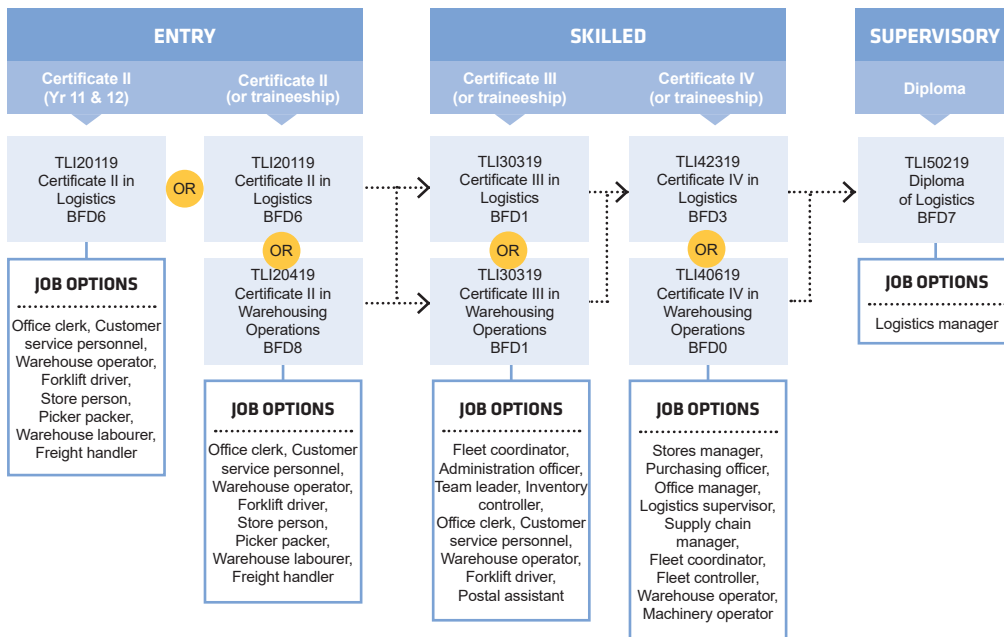 ENTRY
SKILLED
SUPERVISORY
Certificate II
(Yr 11 & 12)
Certificate II
(or traineeship)
Certificate III
(or traineeship)
Certificate IV
(or traineeship)
Diploma
TLI20119
Certificate II in
Logistics
BFD6
OR
TLI20119
Certificate II in
Logistics
BFD6
OR
TLI20419
Certificate II in
Warehousing
Operations
BFD8
TLI30319
Certificate III in
Logistics
BFD1
OR
TLI30319
Certificate III in
Warehousing
Operations
BFD1
TLI42319
Certificate IV in
Logistics
BFD3
OR
TLI40619
Certificate IV in
Warehousing
Operations
BFD0
TLI50219
Diploma
of Logistics
BFD7
JOB OPTIONS
Office clerk, Customer
service personnel,
Warehouse operator,
Forklift driver,
Store person,
Picker packer,
Warehouse labourer,
Freight handler
JOB OPTIONS
Office clerk, Customer
service personnel,
Warehouse operator,
Forklift driver,
Store person,
Picker packer,
Warehouse labourer,
Freight handler
JOB OPTIONS
Fleet coordinator,
Administration officer,
Team leader, Inventory
controller,
Office clerk, Customer
service personnel,
Warehouse operator,
Forklift driver,
Postal assistant
JOB OPTIONS
Stores manager,
Purchasing officer,
Office manager,
Logistics supervisor,
Supply chain
manager,
Fleet coordinator,
Fleet controller,
Warehouse operator,
Machinery operator
JOB OPTIONS
Logistics manager